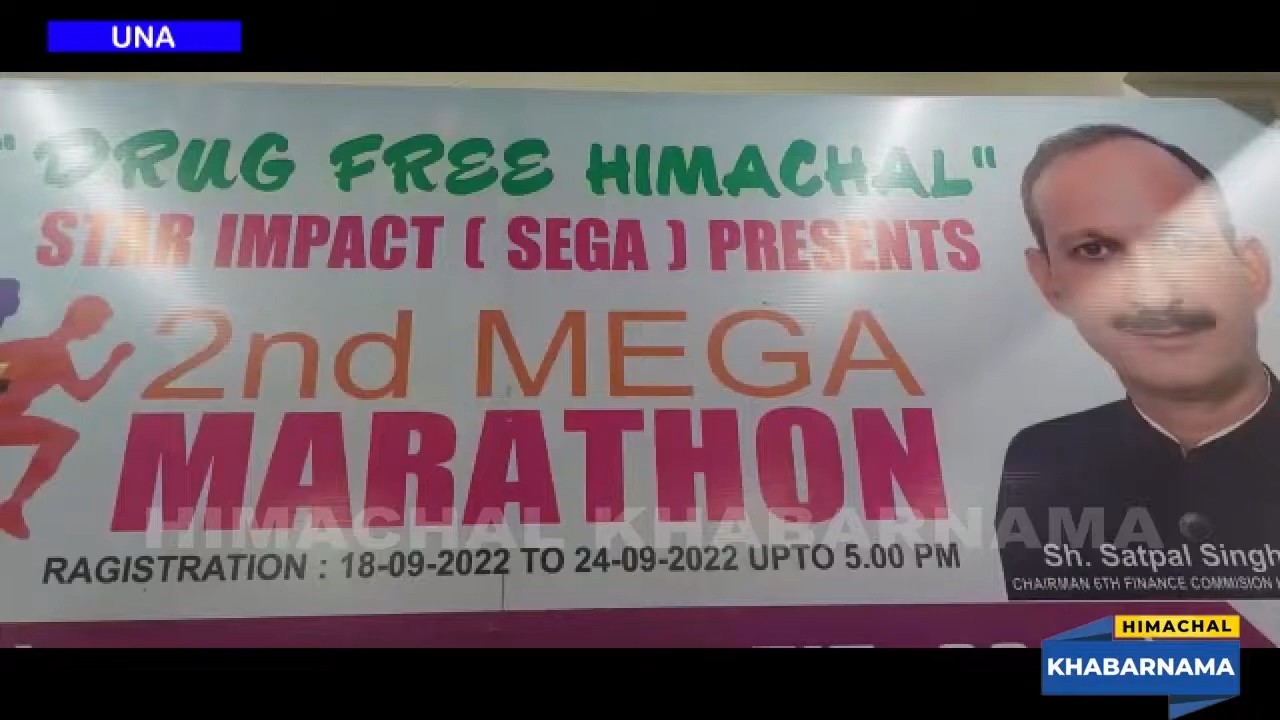 UNA
"DRUG FREE HIMACHAL"
STAR IMPACT ( SEGA ) PRESENTS
2nd MEGA
MARATHON
HIMACHAL KHABARNAMA
RAGISTRATION : 18-09-2022 TO 24-09-2022 UPTO 5.00 PM
Sh. Satpal Singh
CHAIRMAN 6TH FINANCE COMMISION
HIMACHAL
KHABARNAMA